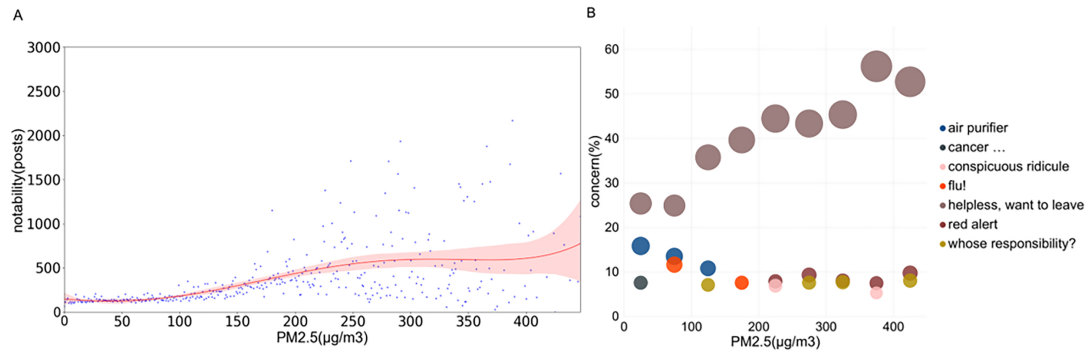 A
3000
2500
2000
1500
1000
500
0
notability(posts)
0 50 100 150 200 250 300 350 400
PM2.5(μg/m3)
B
60
50
40
30
20
10
0
concern(%)
0 100 200 300 400
PM2.5(μg/m3)
air purifier
cancer ...
conspicuous ridicule
flu!
helpless, want to leave
red alert
whose responsibility?